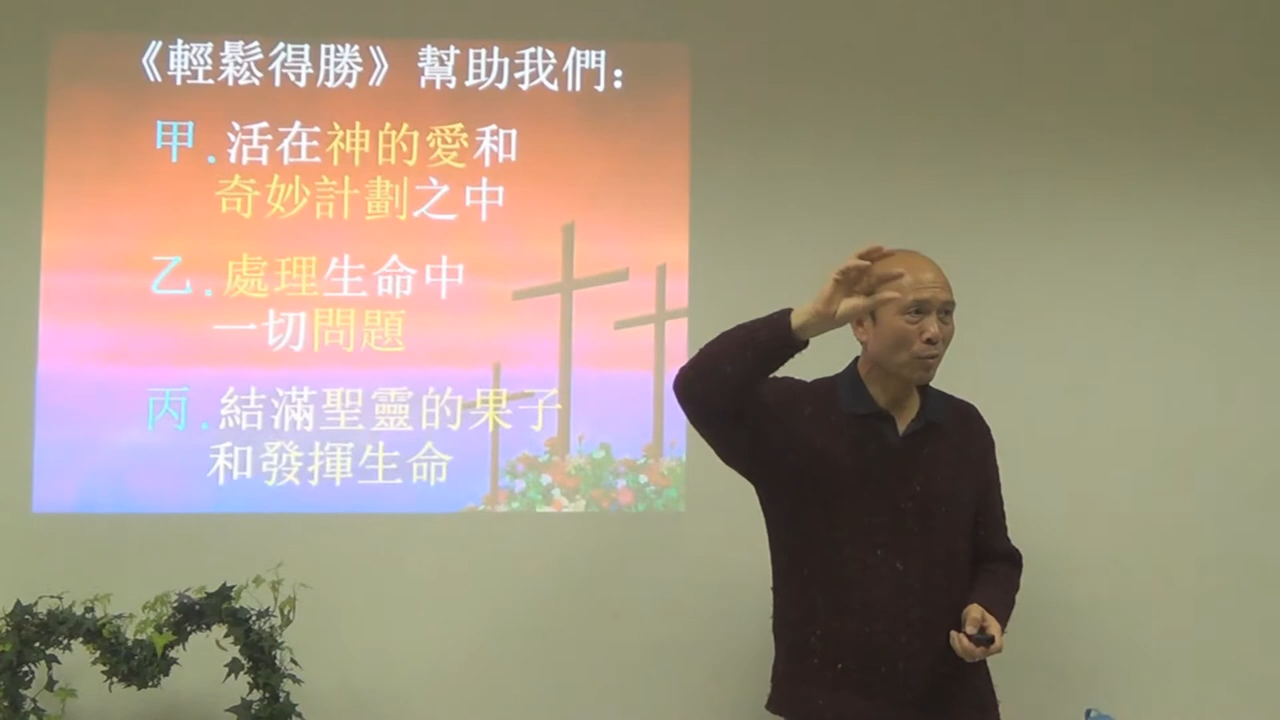 《輕鬆得勝》幫助我們：
甲.活在神的愛和
奇妙計劃之中
乙.處理生命中
一切問題
丙.結滿聖靈的果子
和發揮生命